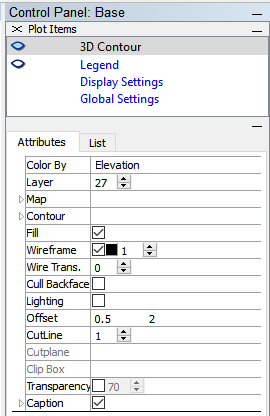 Control Panel: Base
Plot Items
3D Contour
Legend
Display Settings
Global Settings
Attributes List
Color By Elevation
Layer 27
Map
Contour
Fill
Wireframe 1
Wire Trans. 0
Cull Backface
Lighting
Offset 0.5 2
CutLine 1
Cutplane
Clip Box
Transparency 70
Caption